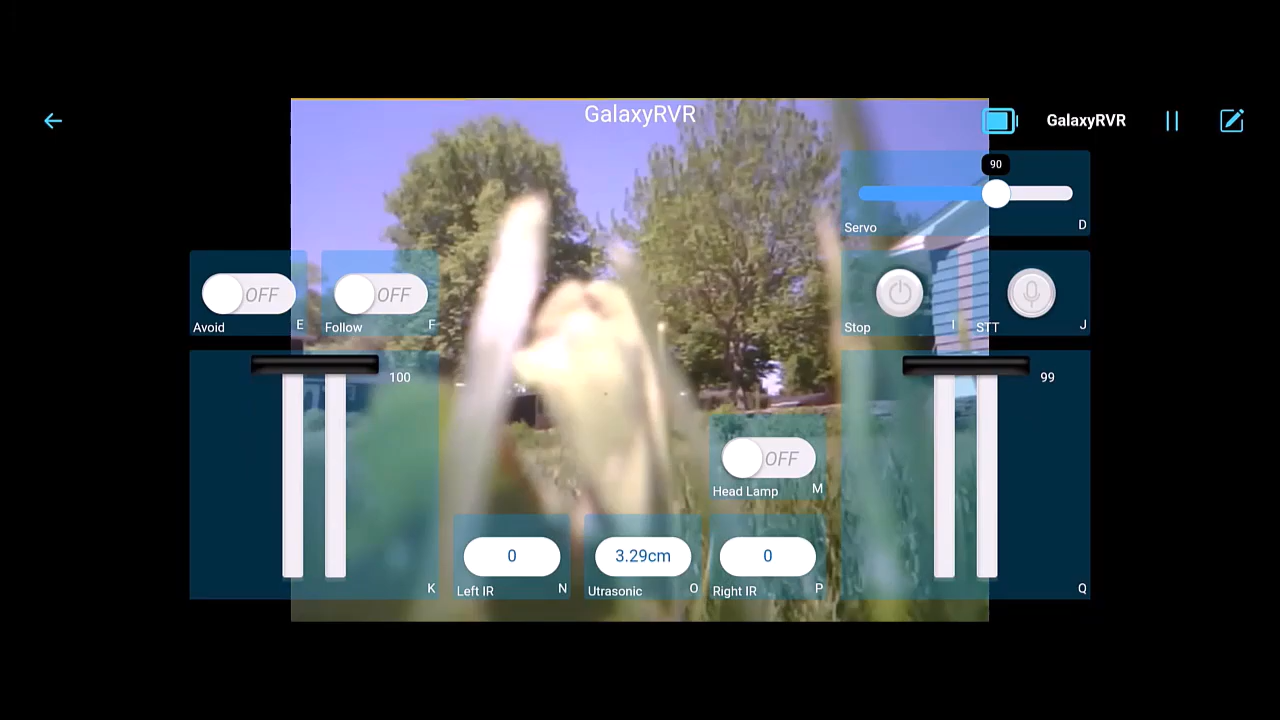 GalaxyRVR
GalaxyRVR
90
Servo D
OFF
Avoid E
OFF
Follow F
Stop I
STT J
100
K
99
Q
OFF
Head Lamp M
0
Left IR N
3.29cm
Utrasonic O
0
Right IR P